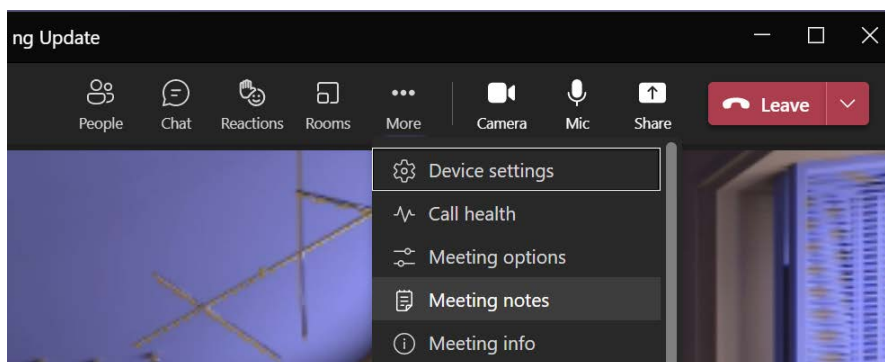 ng Update
People Chat Reactions Rooms More Camera Mic Share Leave
Device settings
Call health
Meeting options
Meeting notes
Meeting info